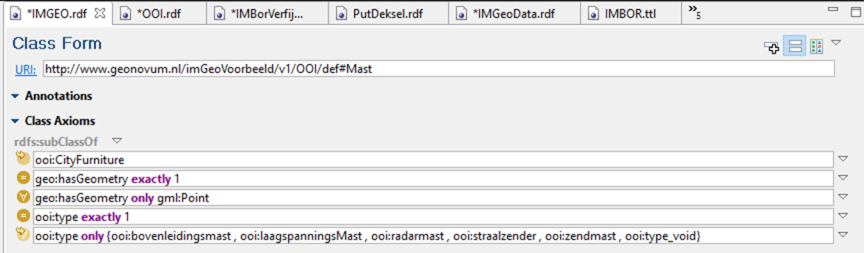 *IMGEO.rdf *OOI.rdf *IMBorVerfij... PutDeksel.rdf *IMGeoData.rdf IMBOR.ttl »5
Class Form
URI: http://www.geonovum.nl/imGeoVoorbeeld/v1/OOI/def#Mast
Annotations
Class Axioms
rdfs:subClassOf
ooi:CityFurniture
geo:hasGeometry exactly 1
geo:hasGeometry only gml:Point
ooi:type exactly 1
ooi:type only {ooi:bovenleidingsmast , ooi:laagspanningsMast , ooi:radarmast , ooi:straalzender , ooi:zendmast , ooi:type_void}